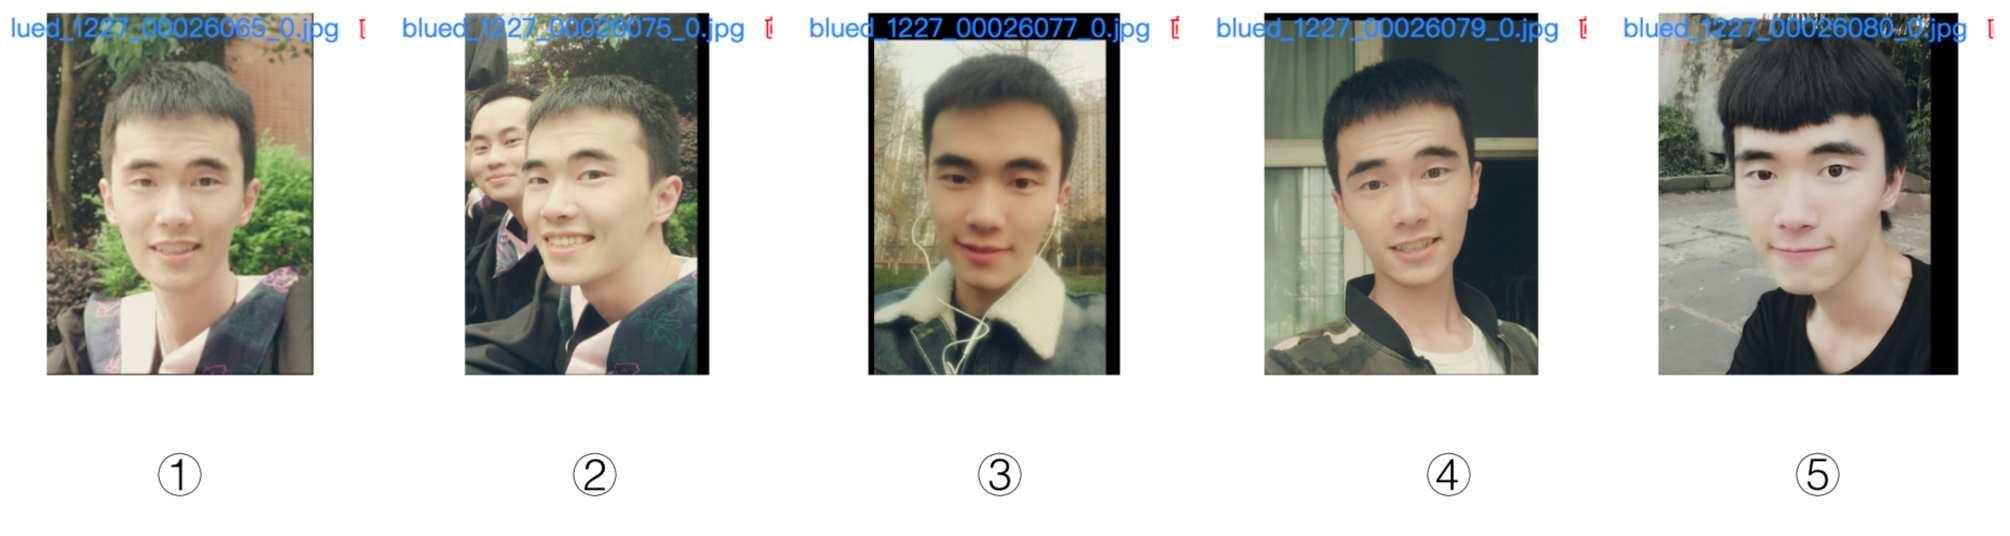 lued_1227_00026065_0.jpg
blued_1227_00026075_0.jpg
blued_1227_00026077_0.jpg
blued_1227_00026079_0.jpg
blued_1227_00026080_0.jpg
①
②
③
④
⑤